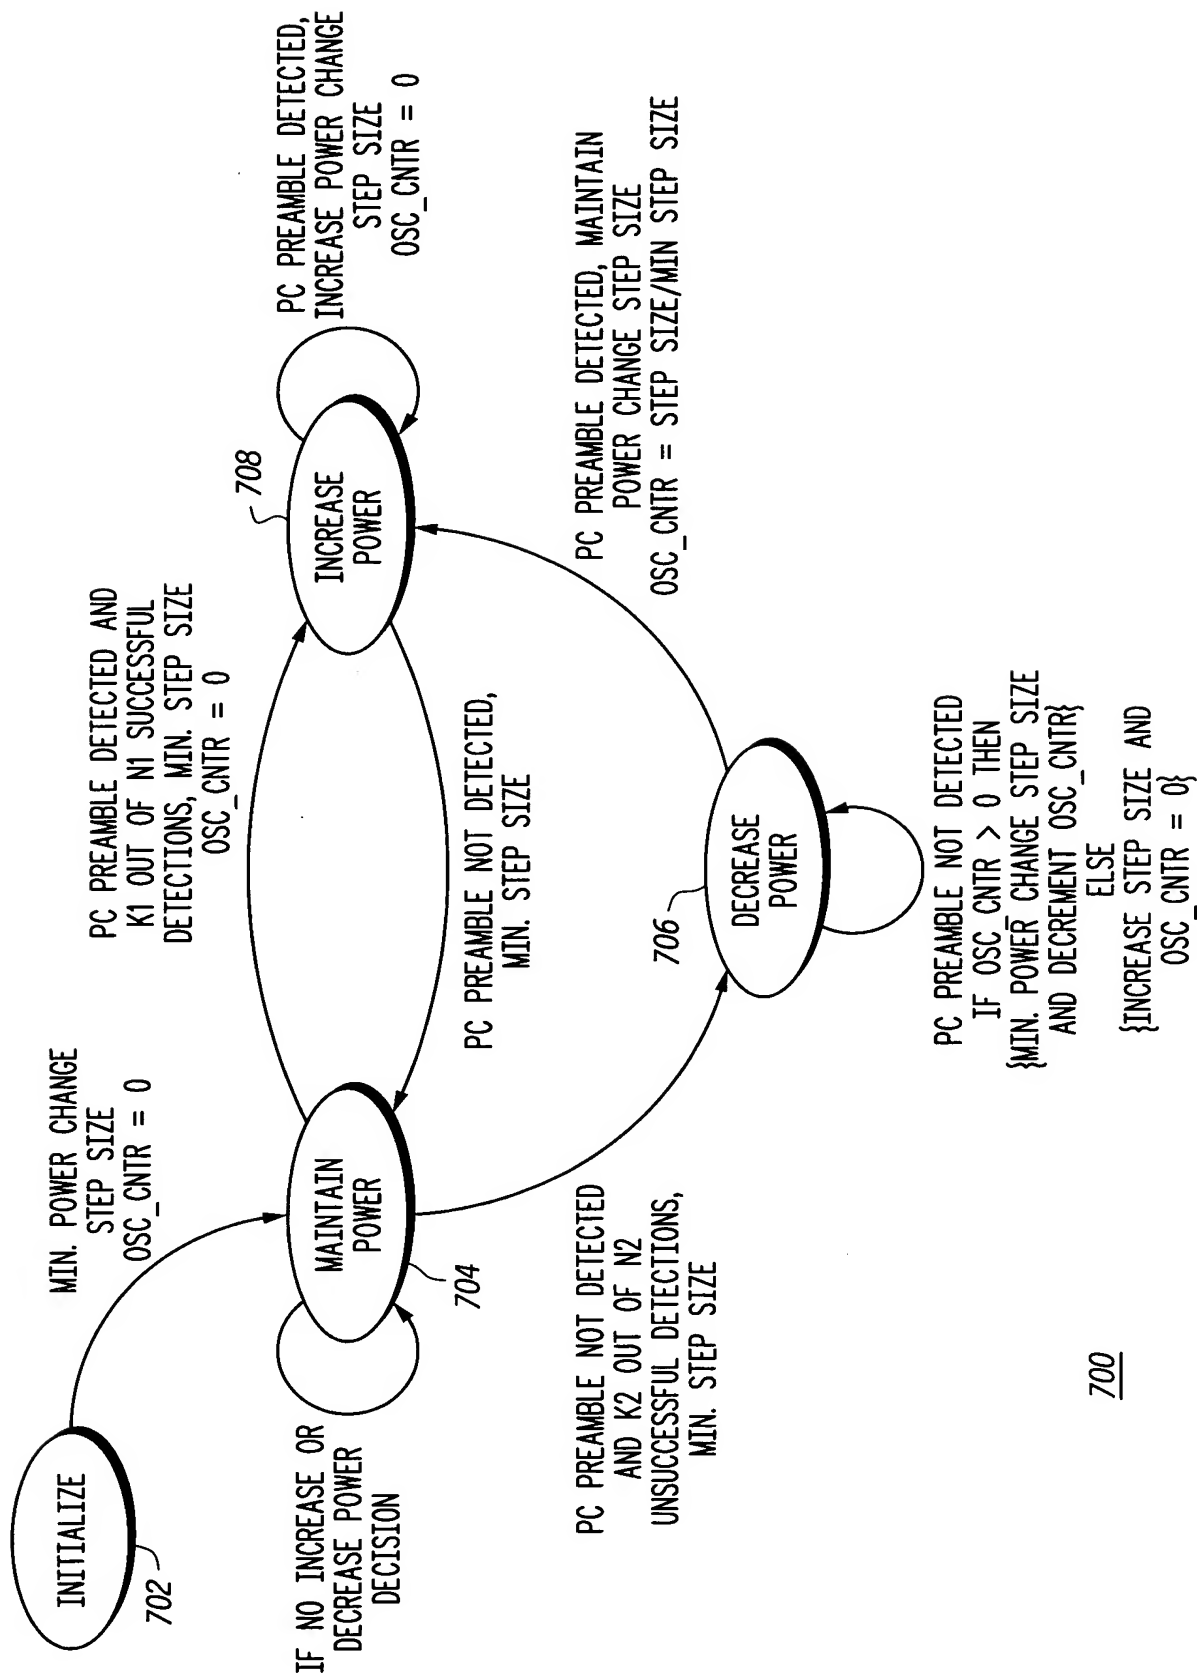 INITIALIZE
702
MIN. POWER CHANGE
STEP SIZE
OSC_CNTR = 0
IF NO INCREASE OR
DECREASE POWER
DECISION
MAINTAIN
POWER
704
PC PREAMBLE DETECTED AND
K1 OUT OF N1 SUCCESSFUL
DETECTIONS, MIN. STEP SIZE
OSC_CNTR = 0
PC PREAMBLE NOT DETECTED,
MIN. STEP SIZE
708
INCREASE
POWER
PC PREAMBLE DETECTED,
INCREASE POWER CHANGE
STEP SIZE
OSC_CNTR = 0
PC PREAMBLE NOT DETECTED
AND K2 OUT OF N2
UNSUCCESSFUL DETECTIONS,
MIN. STEP SIZE
706
DECREASE
POWER
PC PREAMBLE DETECTED, MAINTAIN
POWER CHANGE STEP SIZE
OSC_CNTR = STEP SIZE/MIN STEP SIZE
PC PREAMBLE NOT DETECTED
IF OSC_CNTR > 0 THEN
{MIN. POWER CHANGE STEP SIZE
AND DECREMENT OSC_CNTR}
ELSE
{INCREASE STEP SIZE AND
OSC_CNTR = 0}
700